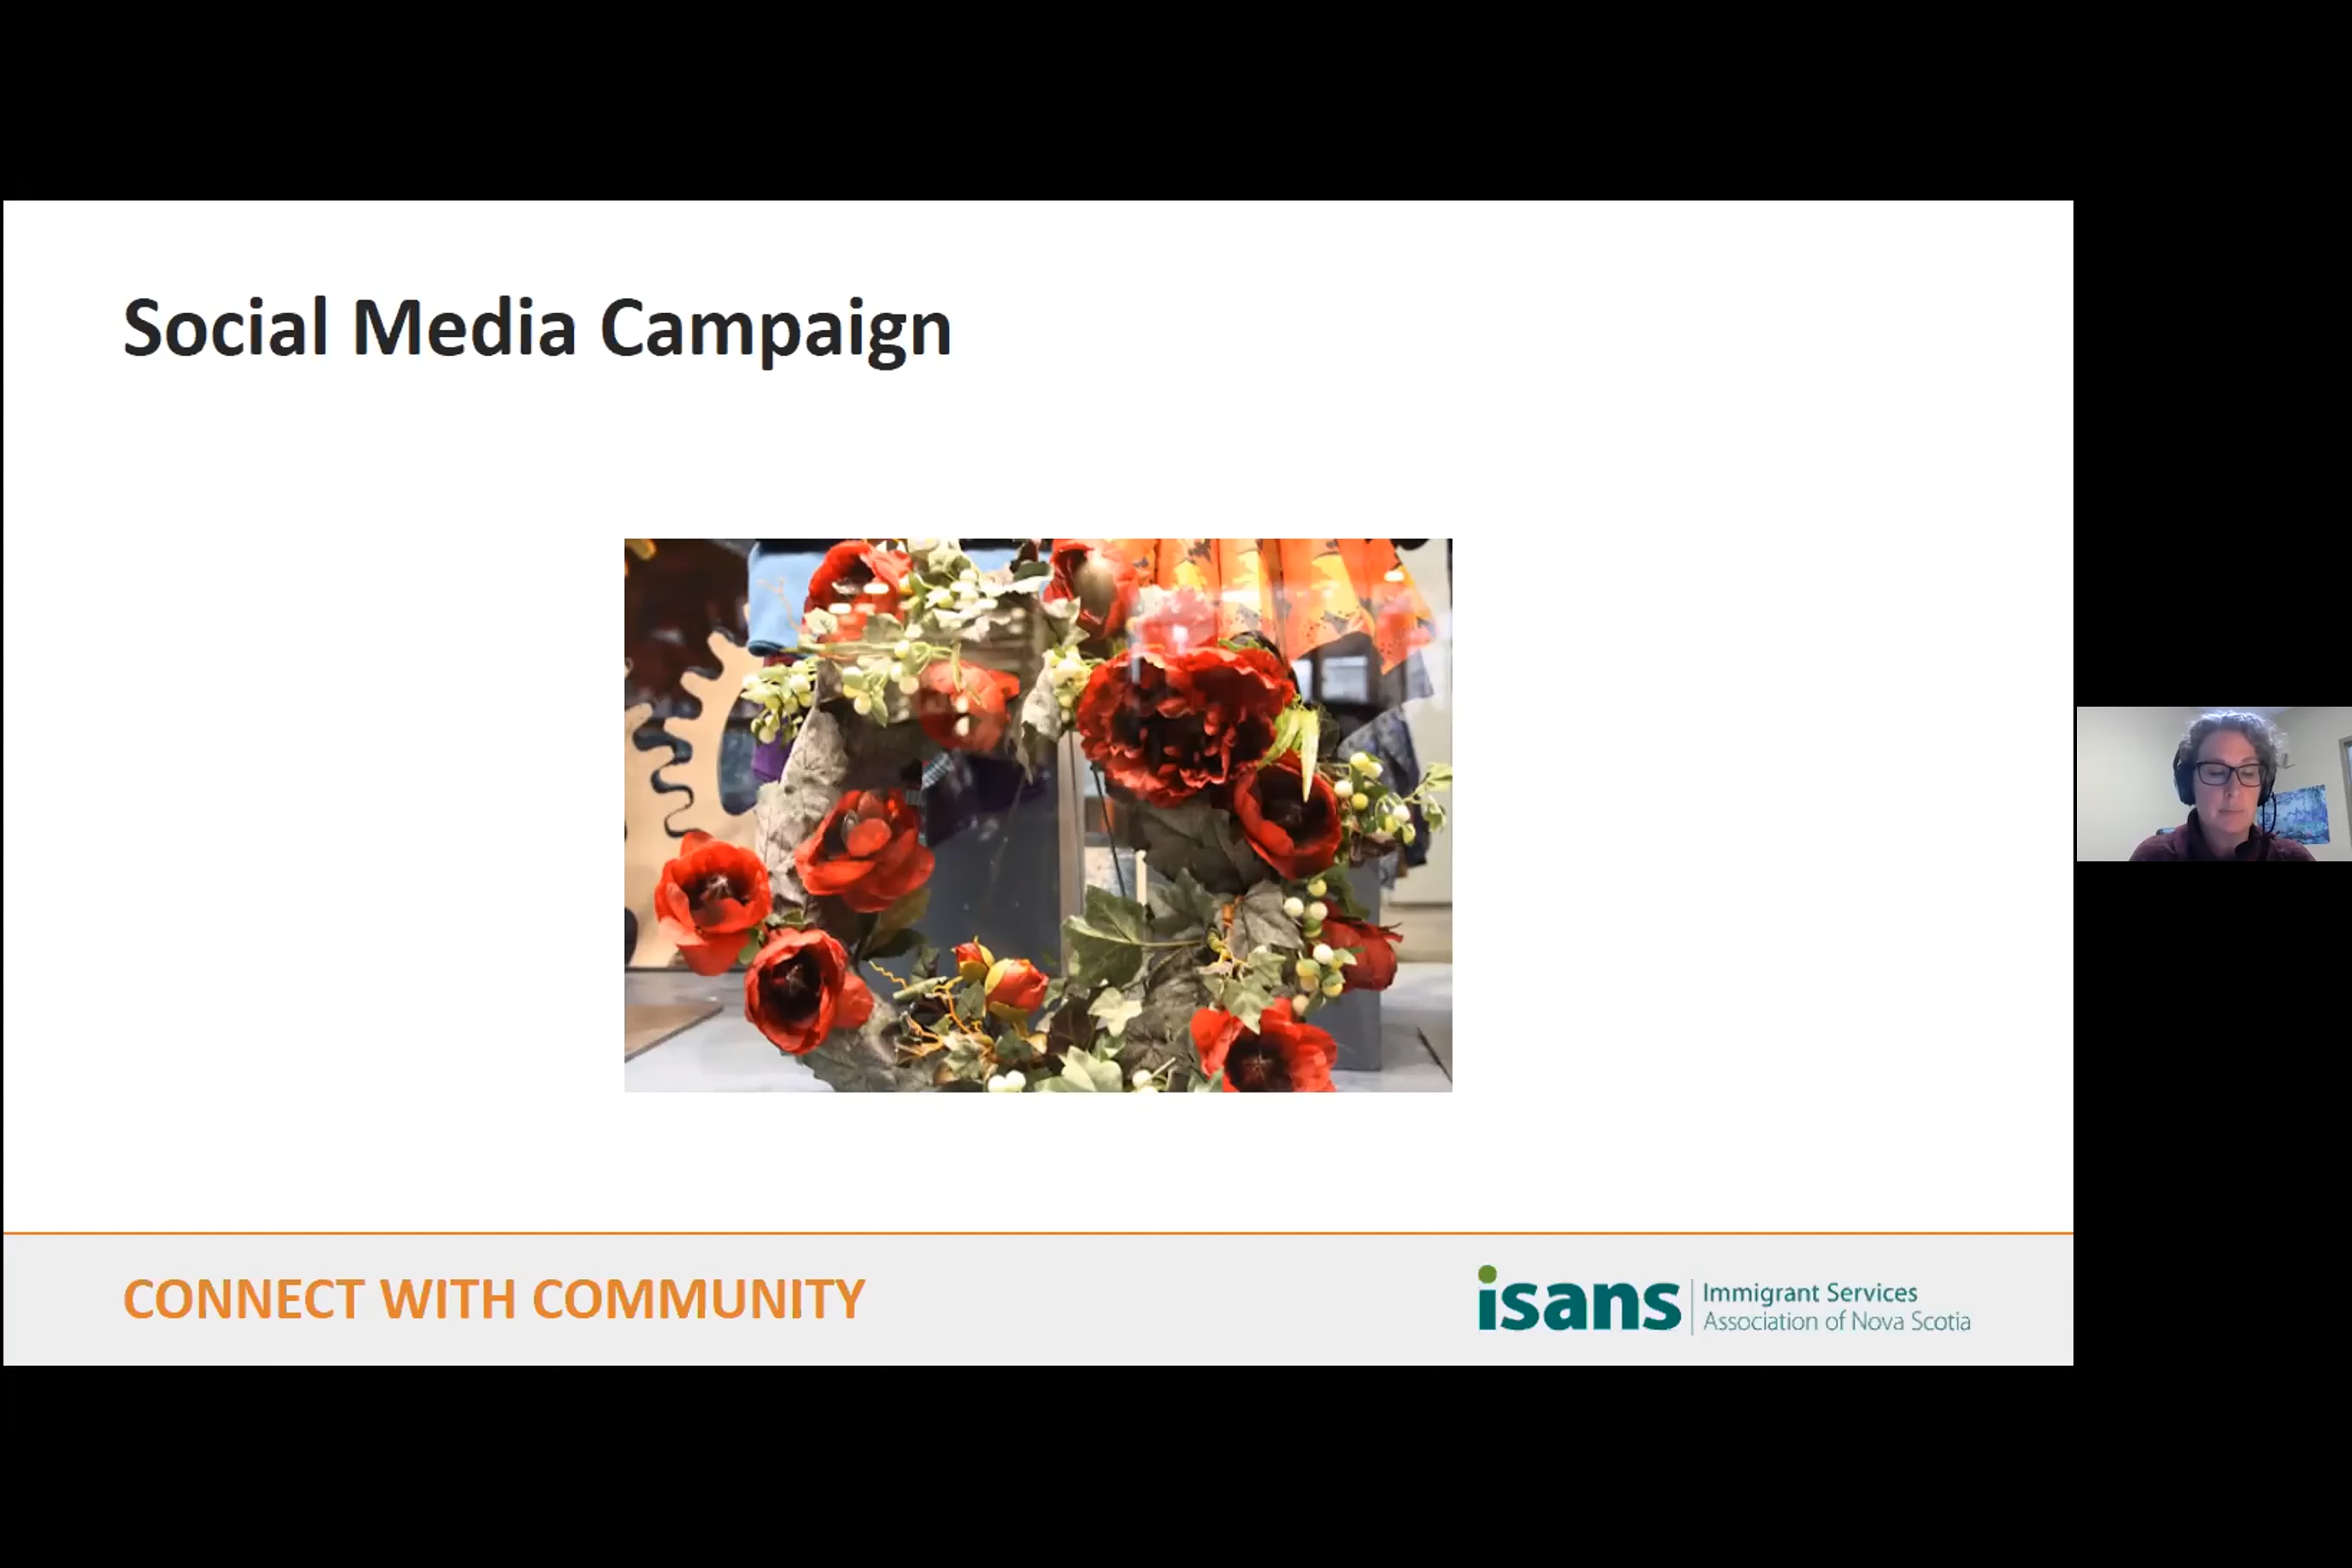 Social Media Campaign
CONNECT WITH COMMUNITY
isans
Immigrant Services
Association of Nova Scotia